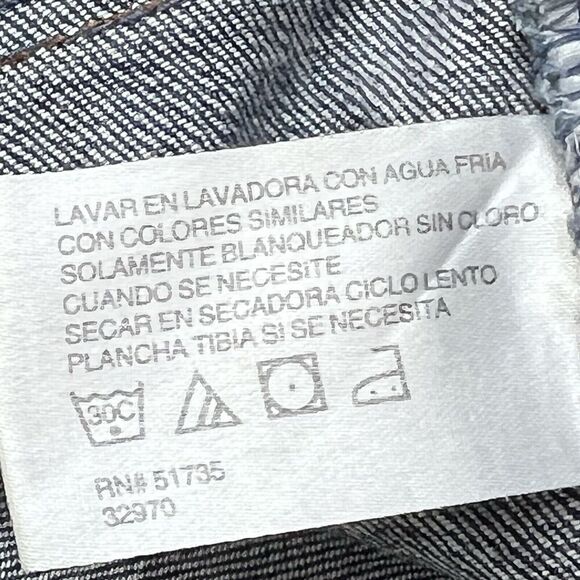 LAVAR EN LAVADORA CON AGUA FRÍA
CON COLORES SIMILARES
SOLAMENTE BLANQUEADOR SIN CLORO
CUANDO SE NECESITE
SECAR EN SECADORA CICLO LENTO
PLANCHA TIBIA SI SE NECESITA
30C
RN# 51735
32970